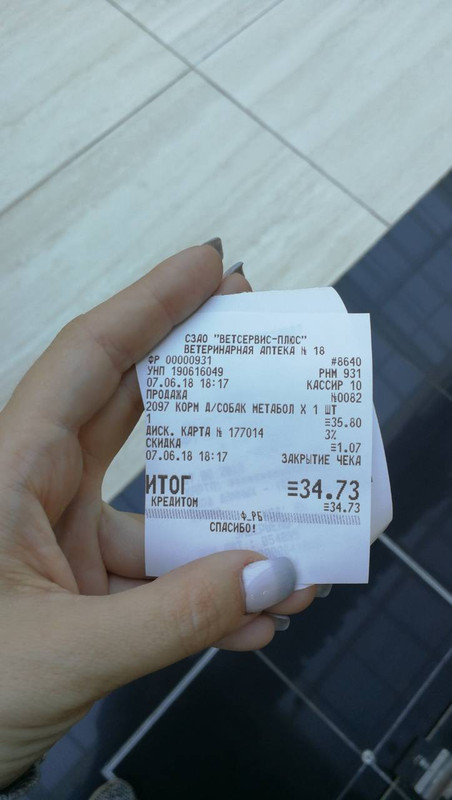 СЗАО "ВЕТСЕРВИС-ПЛЮС"
ВЕТЕРИНАРНАЯ АПТЕКА N 18
ФР 00000931 #8640
УНП 190616049 РНМ 931
07.06.18 18:17 КАССИР 10
ПРОДАЖА N0082
2097 КОРМ Д/СОБАК МЕТАБОЛ X 1 ШТ
1 ≡35.80
ДИСК. КАРТА N 177014 3%
СКИДКА ≡1.07
07.06.18 18:17 ЗАКРЫТИЕ ЧЕКА
ИТОГ ≡34.73
КРЕДИТОМ ≡34.73
Ф_РБ
СПАСИБО!